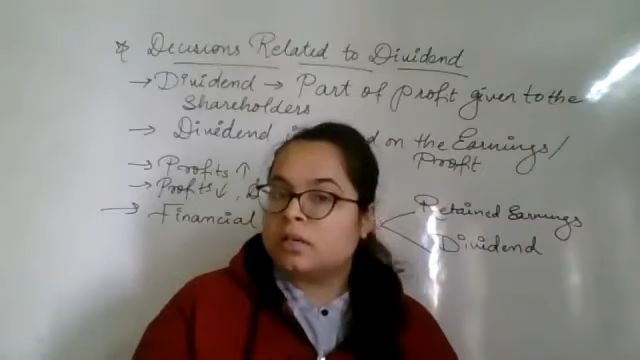 * Decisions Related to Dividend
→ Dividend → Part of profit given to the
Shareholders
→ Dividend on the Earnings/
Profit
→ Profits ↑
→ Profits ↓,
→ Financial
Retained Earnings
Dividend